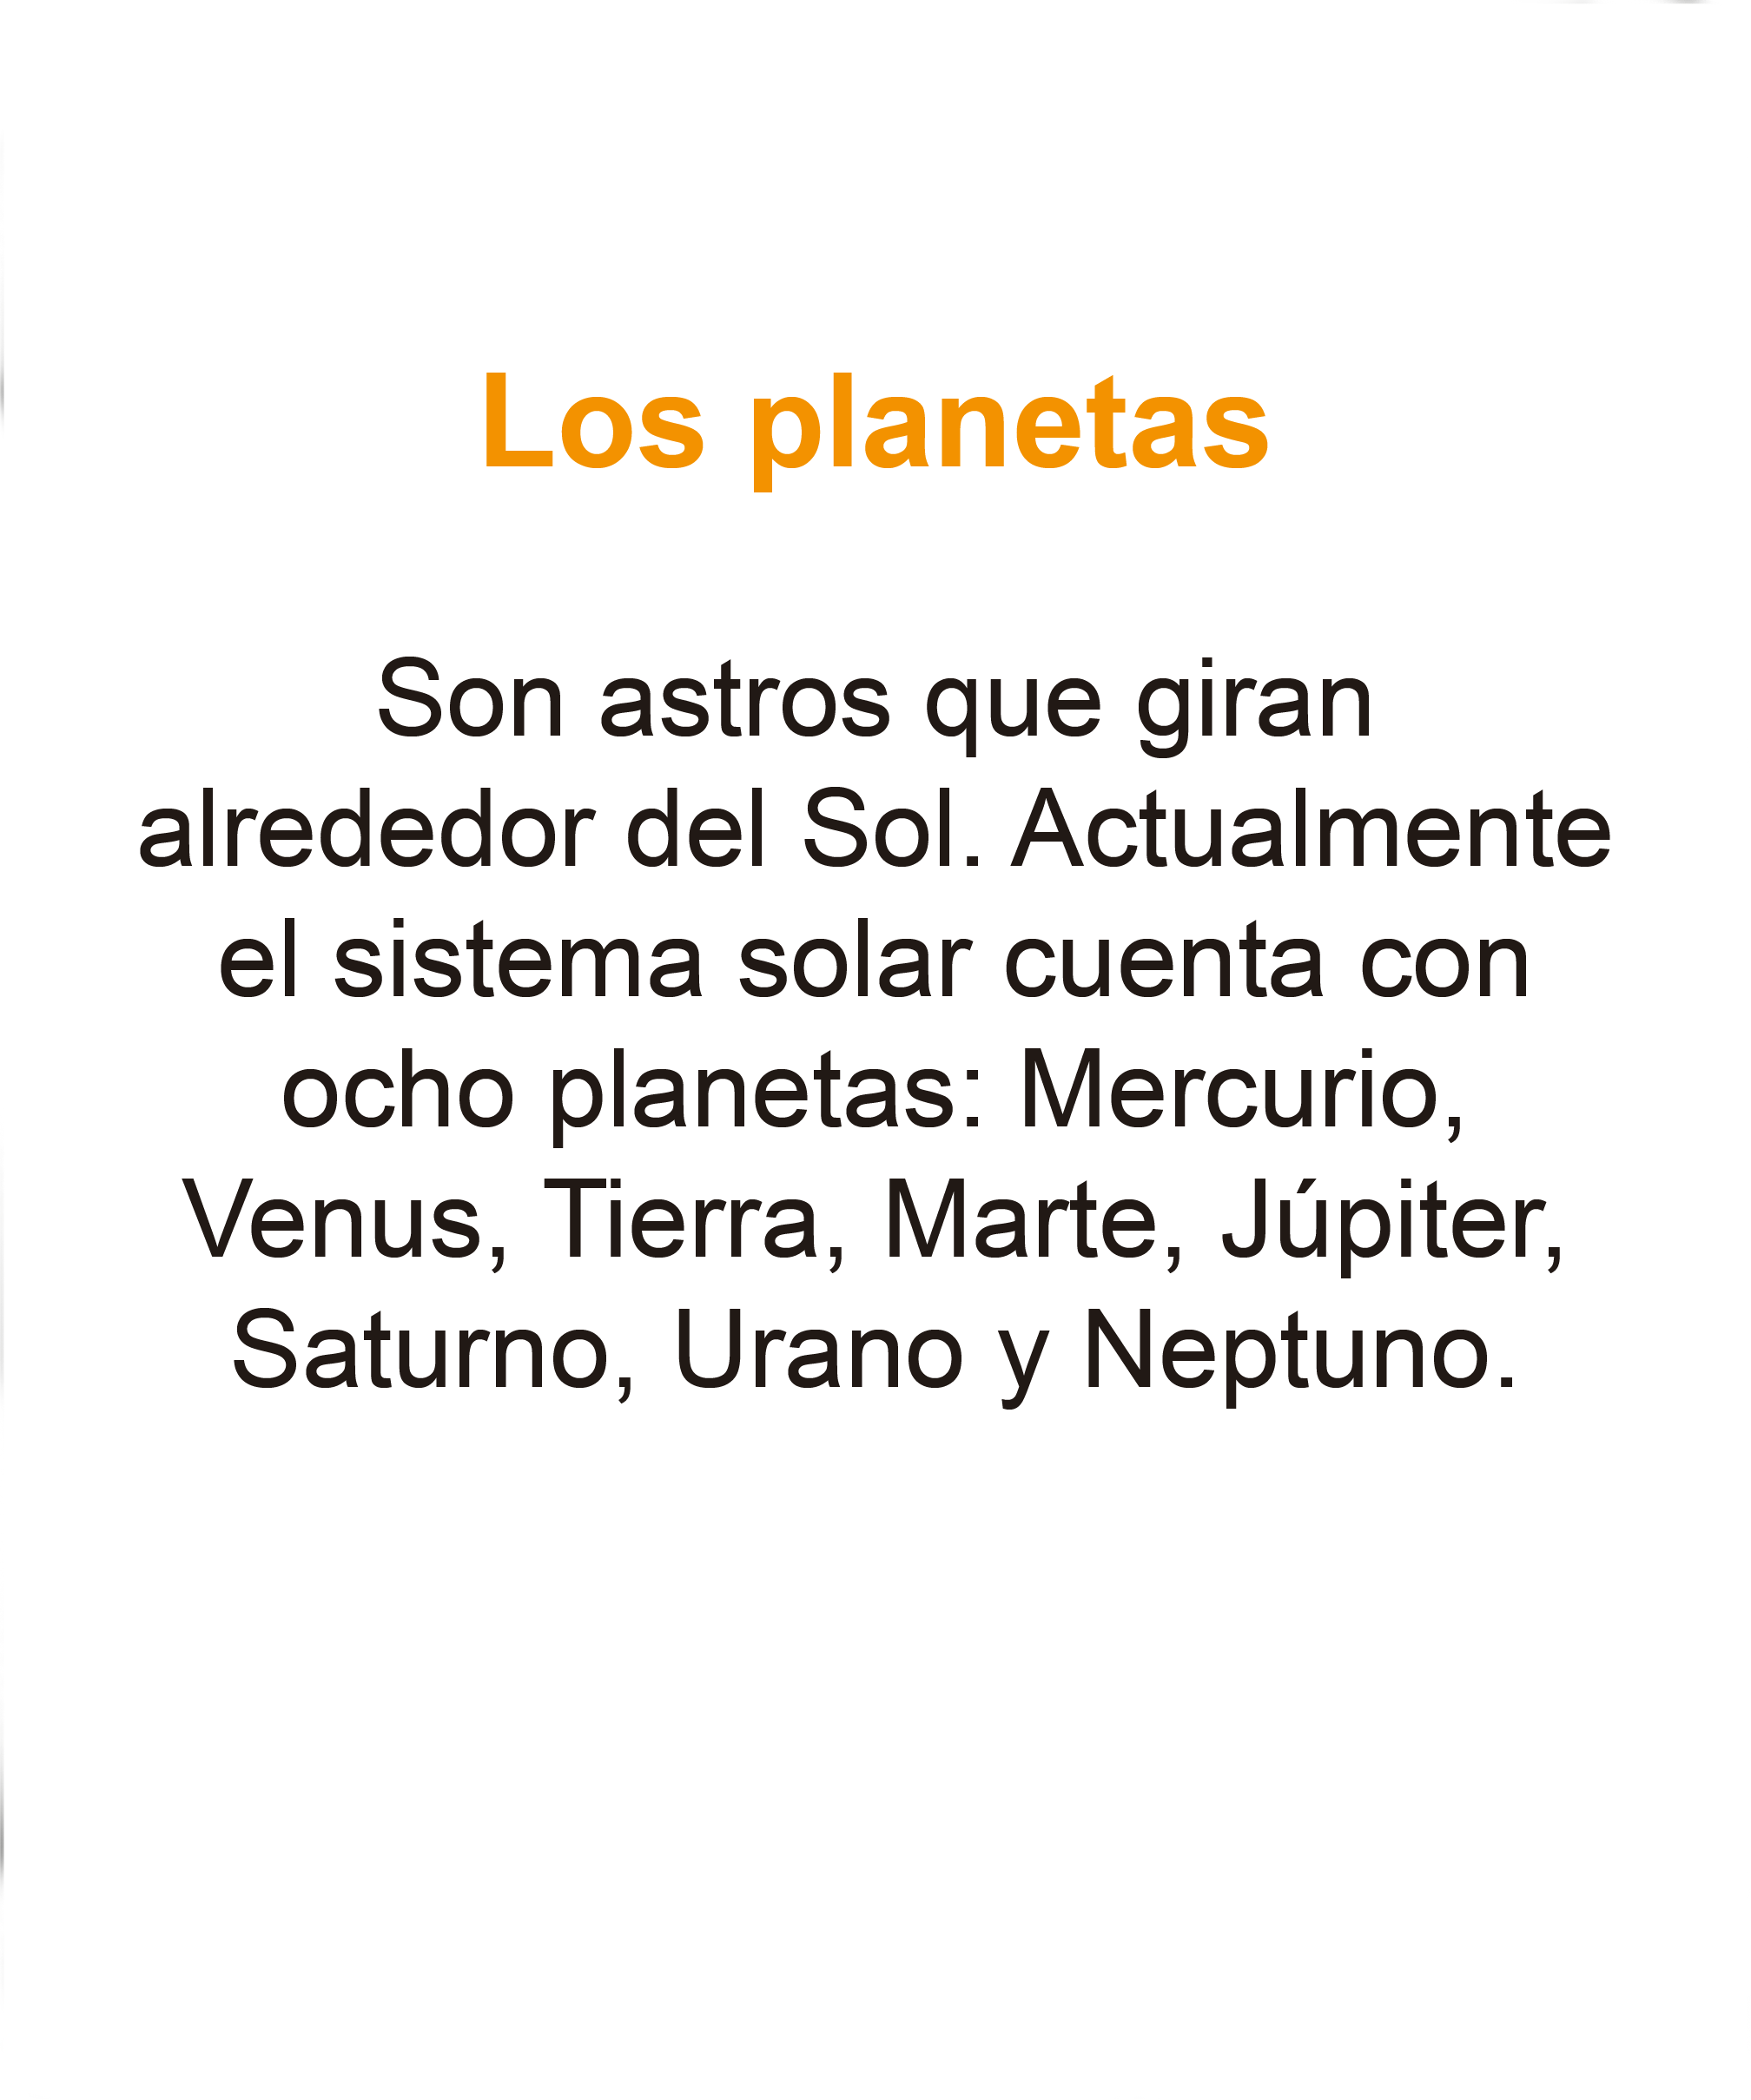 Los planetas
Son astros que giran
alrededor del Sol. Actualmente
el sistema solar cuenta con
ocho planetas: Mercurio,
Venus, Tierra, Marte, Júpiter,
Saturno, Urano y Neptuno.